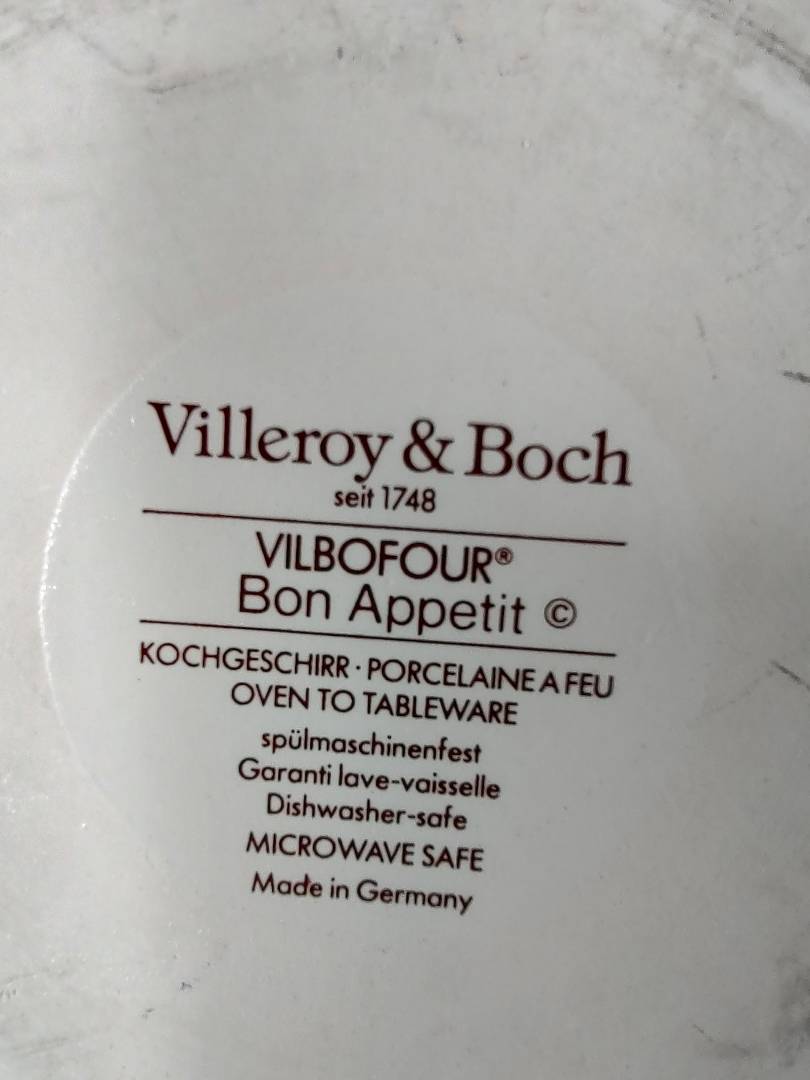 Villeroy & Boch
seit 1748
VILBOFOUR®
Bon Appetit ©
KOCHGESCHIRR · PORCELAINE A FEU
OVEN TO TABLEWARE
spülmaschinenfest
Garanti lave-vaisselle
Dishwasher-safe
MICROWAVE SAFE
Made in Germany